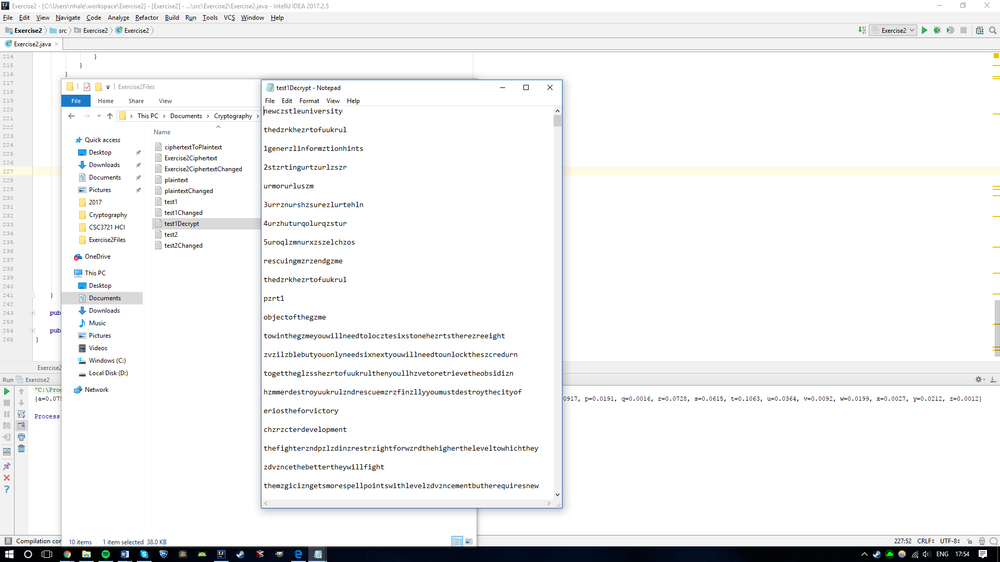 Exercise2 - [C:\Users\nhale\workspace\Exercise2] - [Exercise2] - ...\src\Exercise2\Exercise2.java - IntelliJ IDEA 2017.2.5
File Edit View Navigate Code Analyze Refactor Build Run Tools VCS Window Help
Exercise2 src Exercise2 Exercise2
Exercise2
Exercise2.java
214 }
215 }
216 }
217
218
219
220
221
222
223
224
225
226
227
228
229
230
231
232
233
234
235
236
237
238
239
240
241 }
242
243 pub
253
254 pub
265 }
Exercise2
Exercise2Files
File Home Share View
This PC Documents Cryptography
Name
Quick access
Desktop
Downloads
Documents
Pictures
2017
Cryptography
CSC3721 HCI
Exercise2Files
OneDrive
This PC
Desktop
Documents
Downloads
Music
Pictures
Videos
Windows (C:)
Local Disk (D:)
Network
ciphertextToPlaintext
Exercise2Ciphertext
Exercise2CiphertextChanged
plaintext
plaintextChanged
test1
test1Changed
test1Decrypt
test2
test2Changed
10 items 1 item selected 38.0 KB
test1Decrypt - Notepad
File Edit Format View Help
newczstleuniversity
thedzrkhezrtofuukrul
1generzlinformztionhints
2stzrtingurtzurlzszr
urmorurluszm
3urrznurshzsurezlurtehln
4urzhuturqolurqzstur
5uroqlzmnurxzszelchzos
rescuingmzrzendgzme
thedzrkhezrtofuukrul
pzrt1
objectofthegzme
towinthegzmeyouwillneedtolocztesixstonehezrtstherezreeight
zvzilzblebutyouonlyneedsixnextyouwillneedtounlocktheszcredurn
togettheglzsshezrtofuukrulthenyoullhzvetoretrievetheobsidizn
hzmmerdestroyuukrulzndrescuemzrzfinzllyyoumustdestroythecityof
eriostheforvictory
chzrzcterdevelopment
thefighterzndpzlzdinzrestrzightforwzrdthehighertheleveltowhichthey
zdvzncethebettertheywillfight
themzgicizngetsmorespellpointswithlevelzdvzncementbutherequiresnew
Run Exercise2
"C:\Prog
{a=0.075
0917, p=0.0191, q=0.0016, r=0.0728, s=0.0615, t=0.1063, u=0.0364, v=0.0092, w=0.0199, x=0.0027, y=0.0212, z=0.0012}
Process
Compilation con
227:52 CRLF UTF-8
ENG 17:54